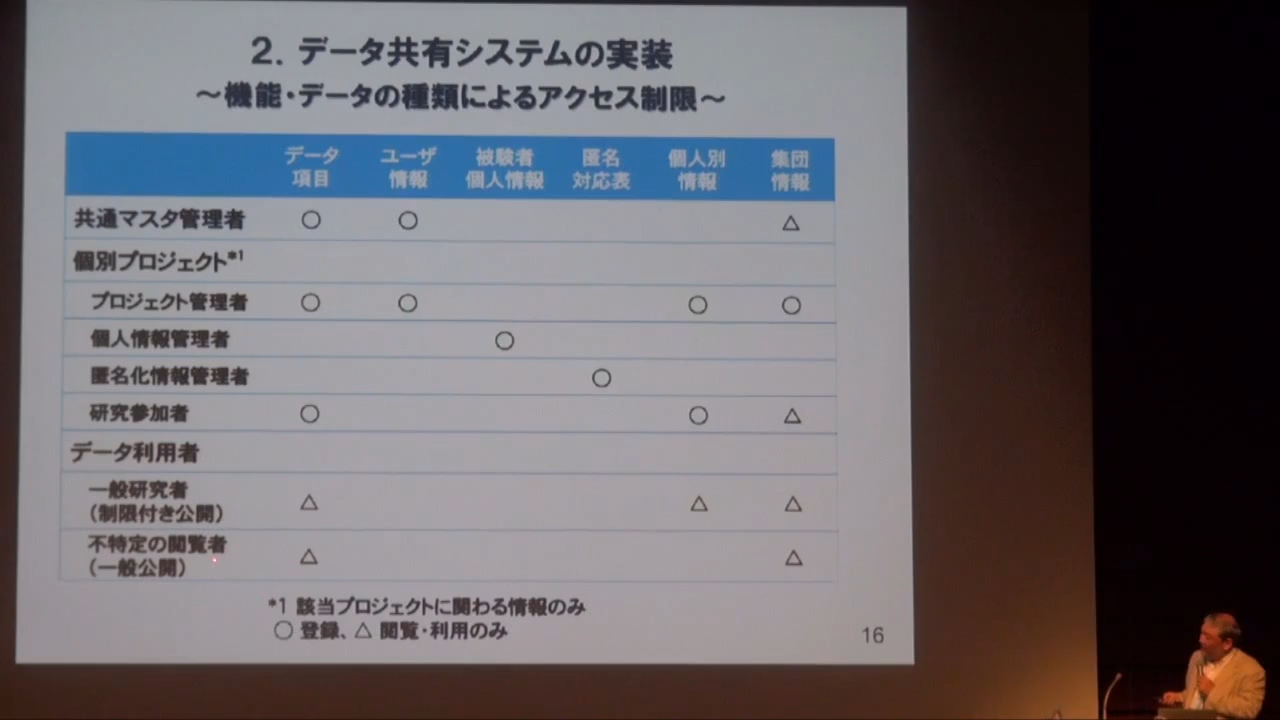 2．データ共有システムの実装
～機能・データの種類によるアクセス制限～
データ項目 ユーザ情報 被験者個人情報 匿名対応表 個人別情報 集団情報
共通マスタ管理者 ○ ○ △
個別プロジェクト*1
プロジェクト管理者 ○ ○ ○ ○
個人情報管理者 ○
匿名化情報管理者 ○
研究参加者 ○ ○ △
データ利用者
一般研究者
（制限付き公開） △ △ △
不特定の閲覧者
（一般公開） △ △
*1 該当プロジェクトに関わる情報のみ
○ 登録、△ 閲覧・利用のみ
16